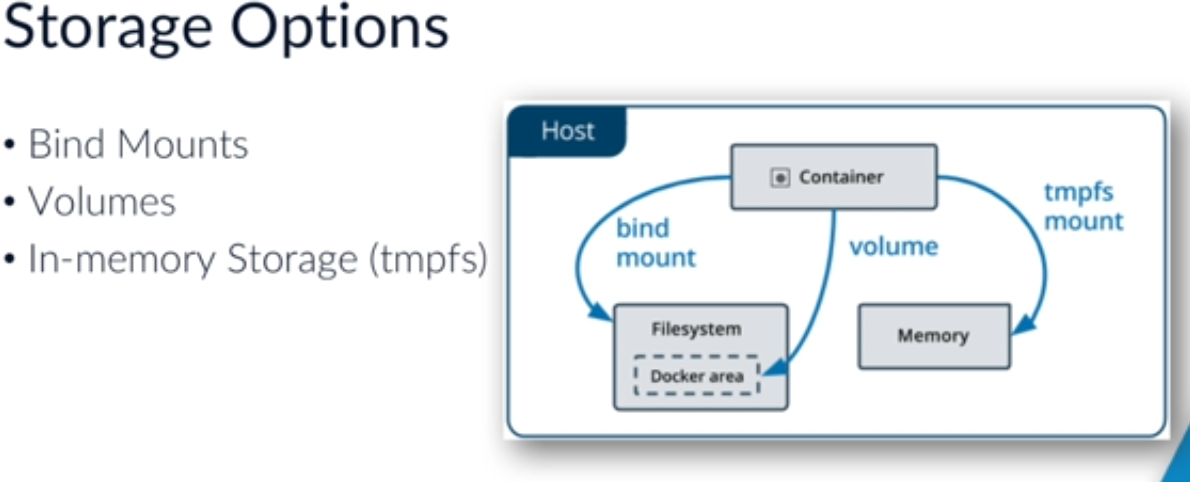 Storage Options
• Bind Mounts
• Volumes
• In-memory Storage (tmpfs)
Host
Container
bind
mount
volume
tmpfs
mount
Filesystem
Docker area
Memory